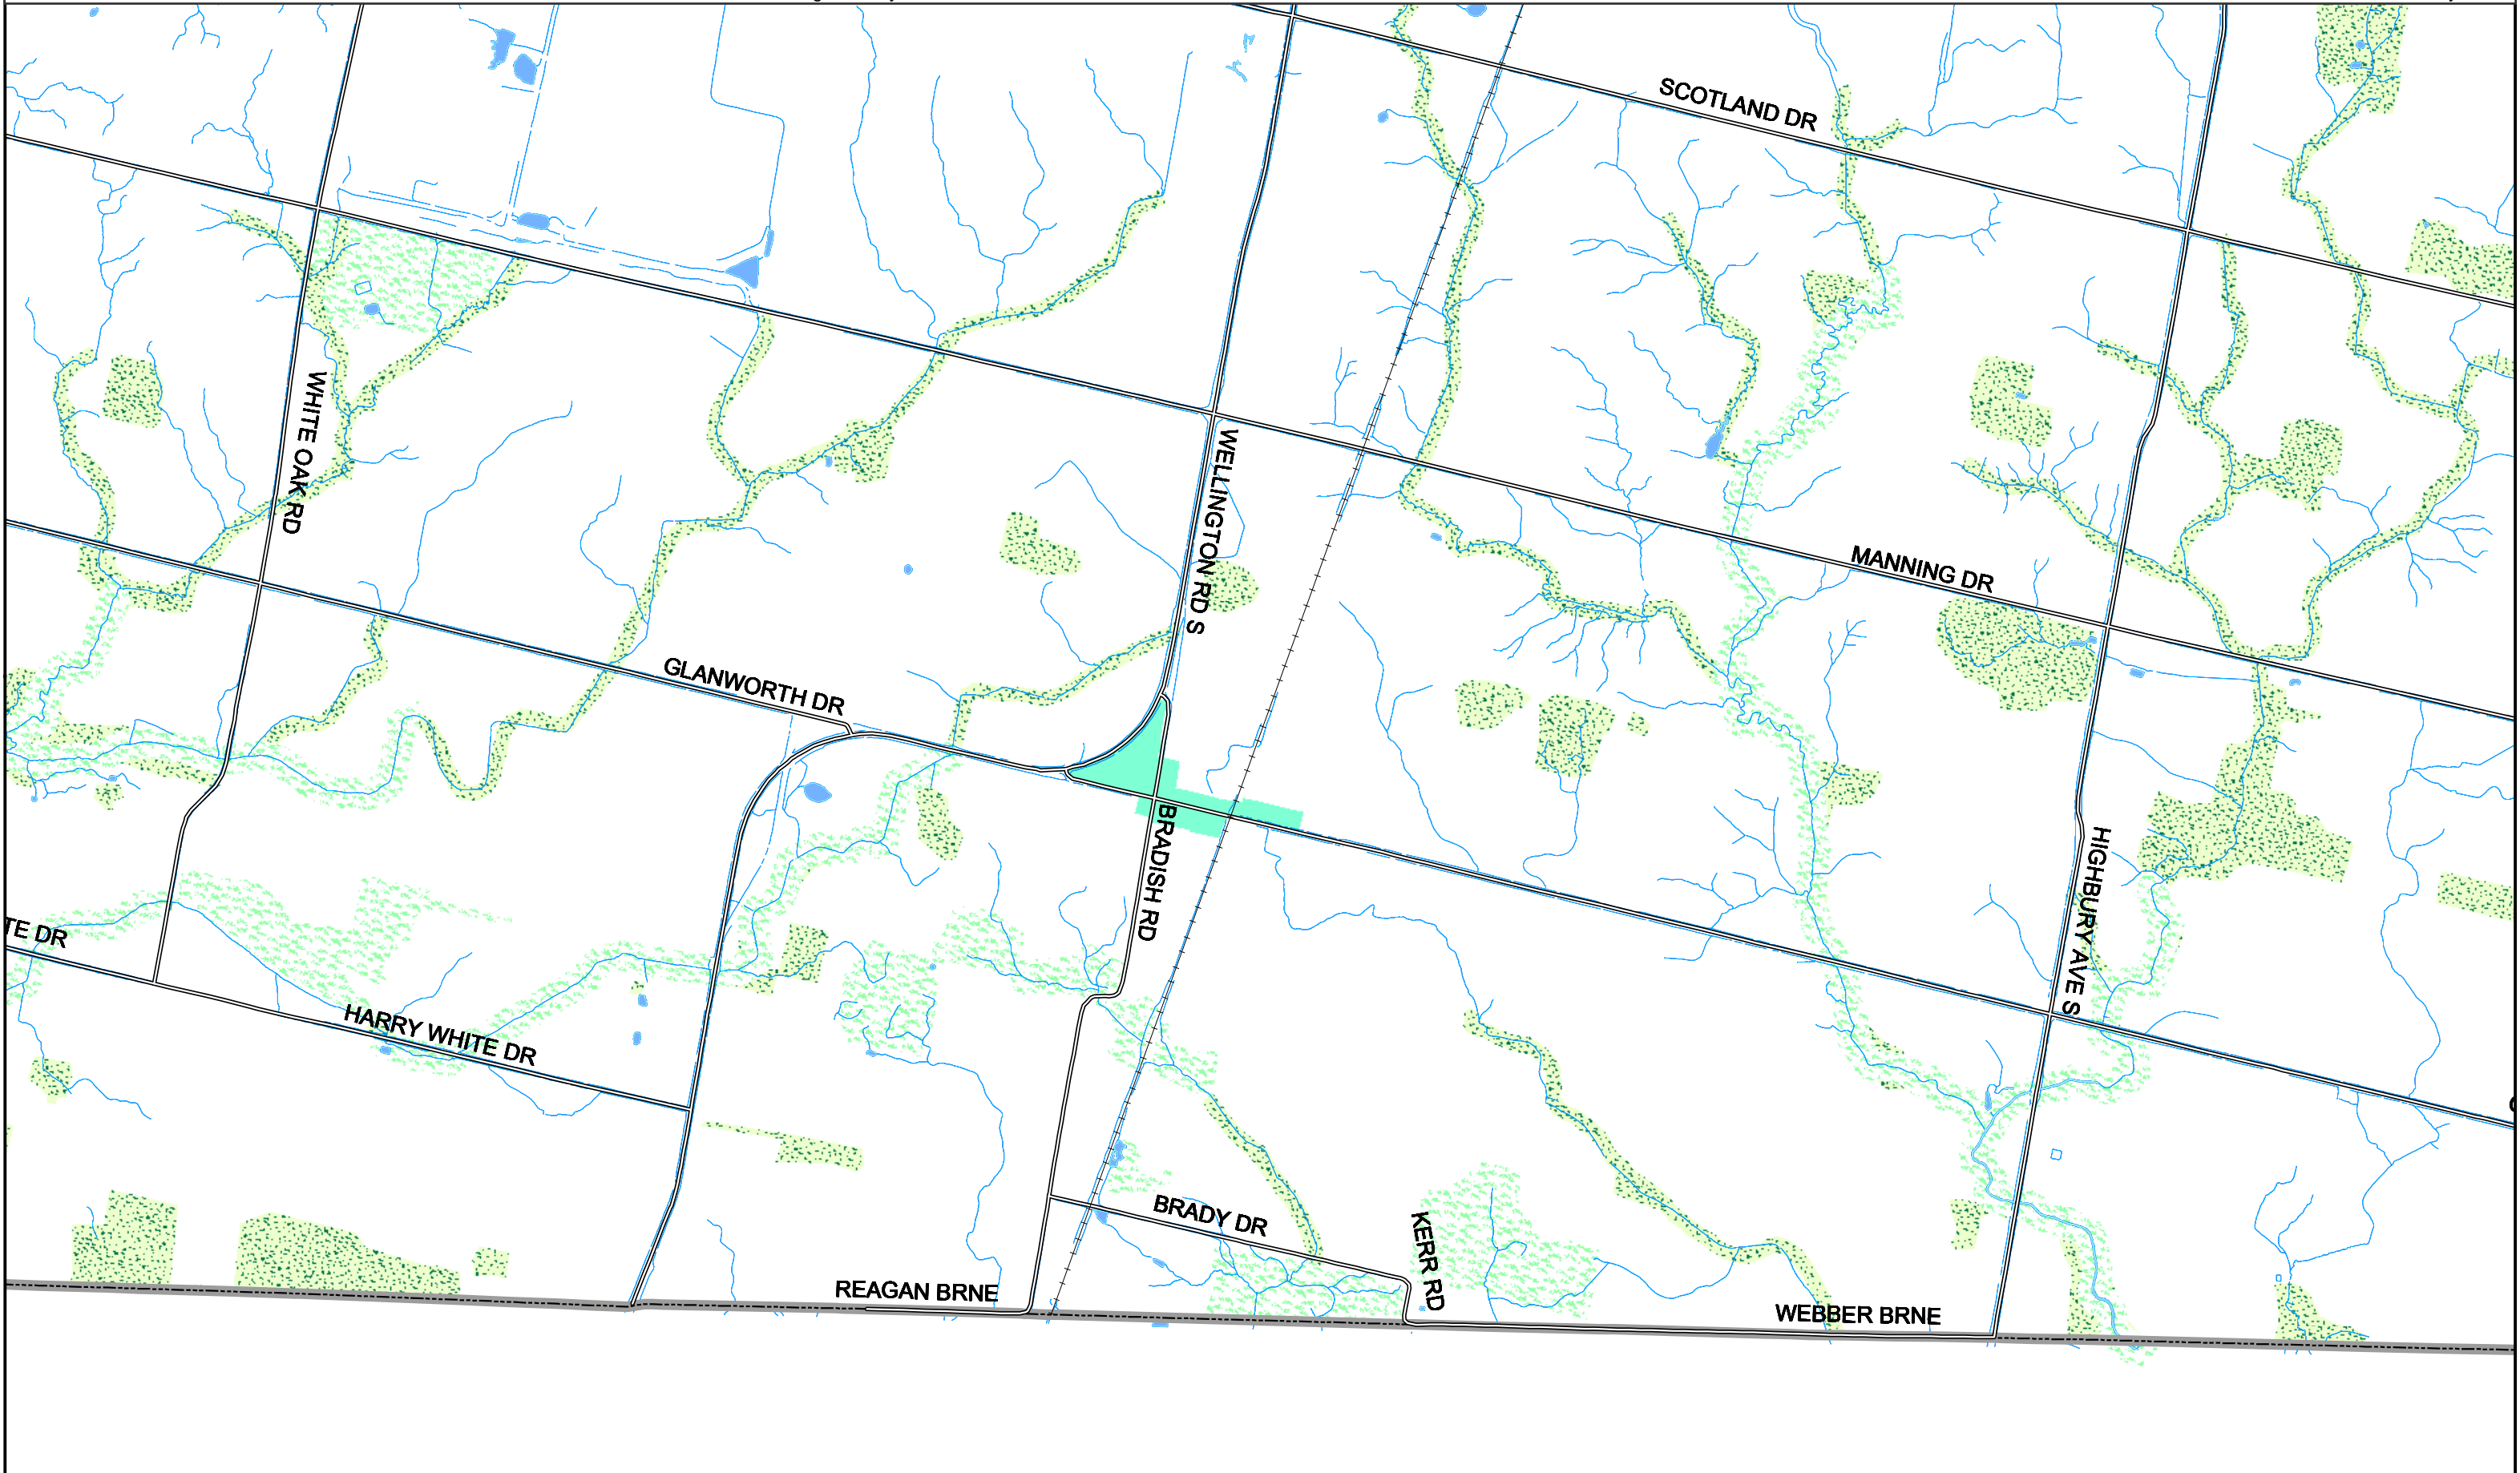 SCOTLAND DR
WHITE OAK RD
WELLINGTON RD S
MANNING DR
GLANWORTH DR
BRADISH RD
HIGHBURY AVE S
TE DR
HARRY WHITE DR
BRADY DR
KERR RD
REAGAN BRNE
WEBBER BRNE